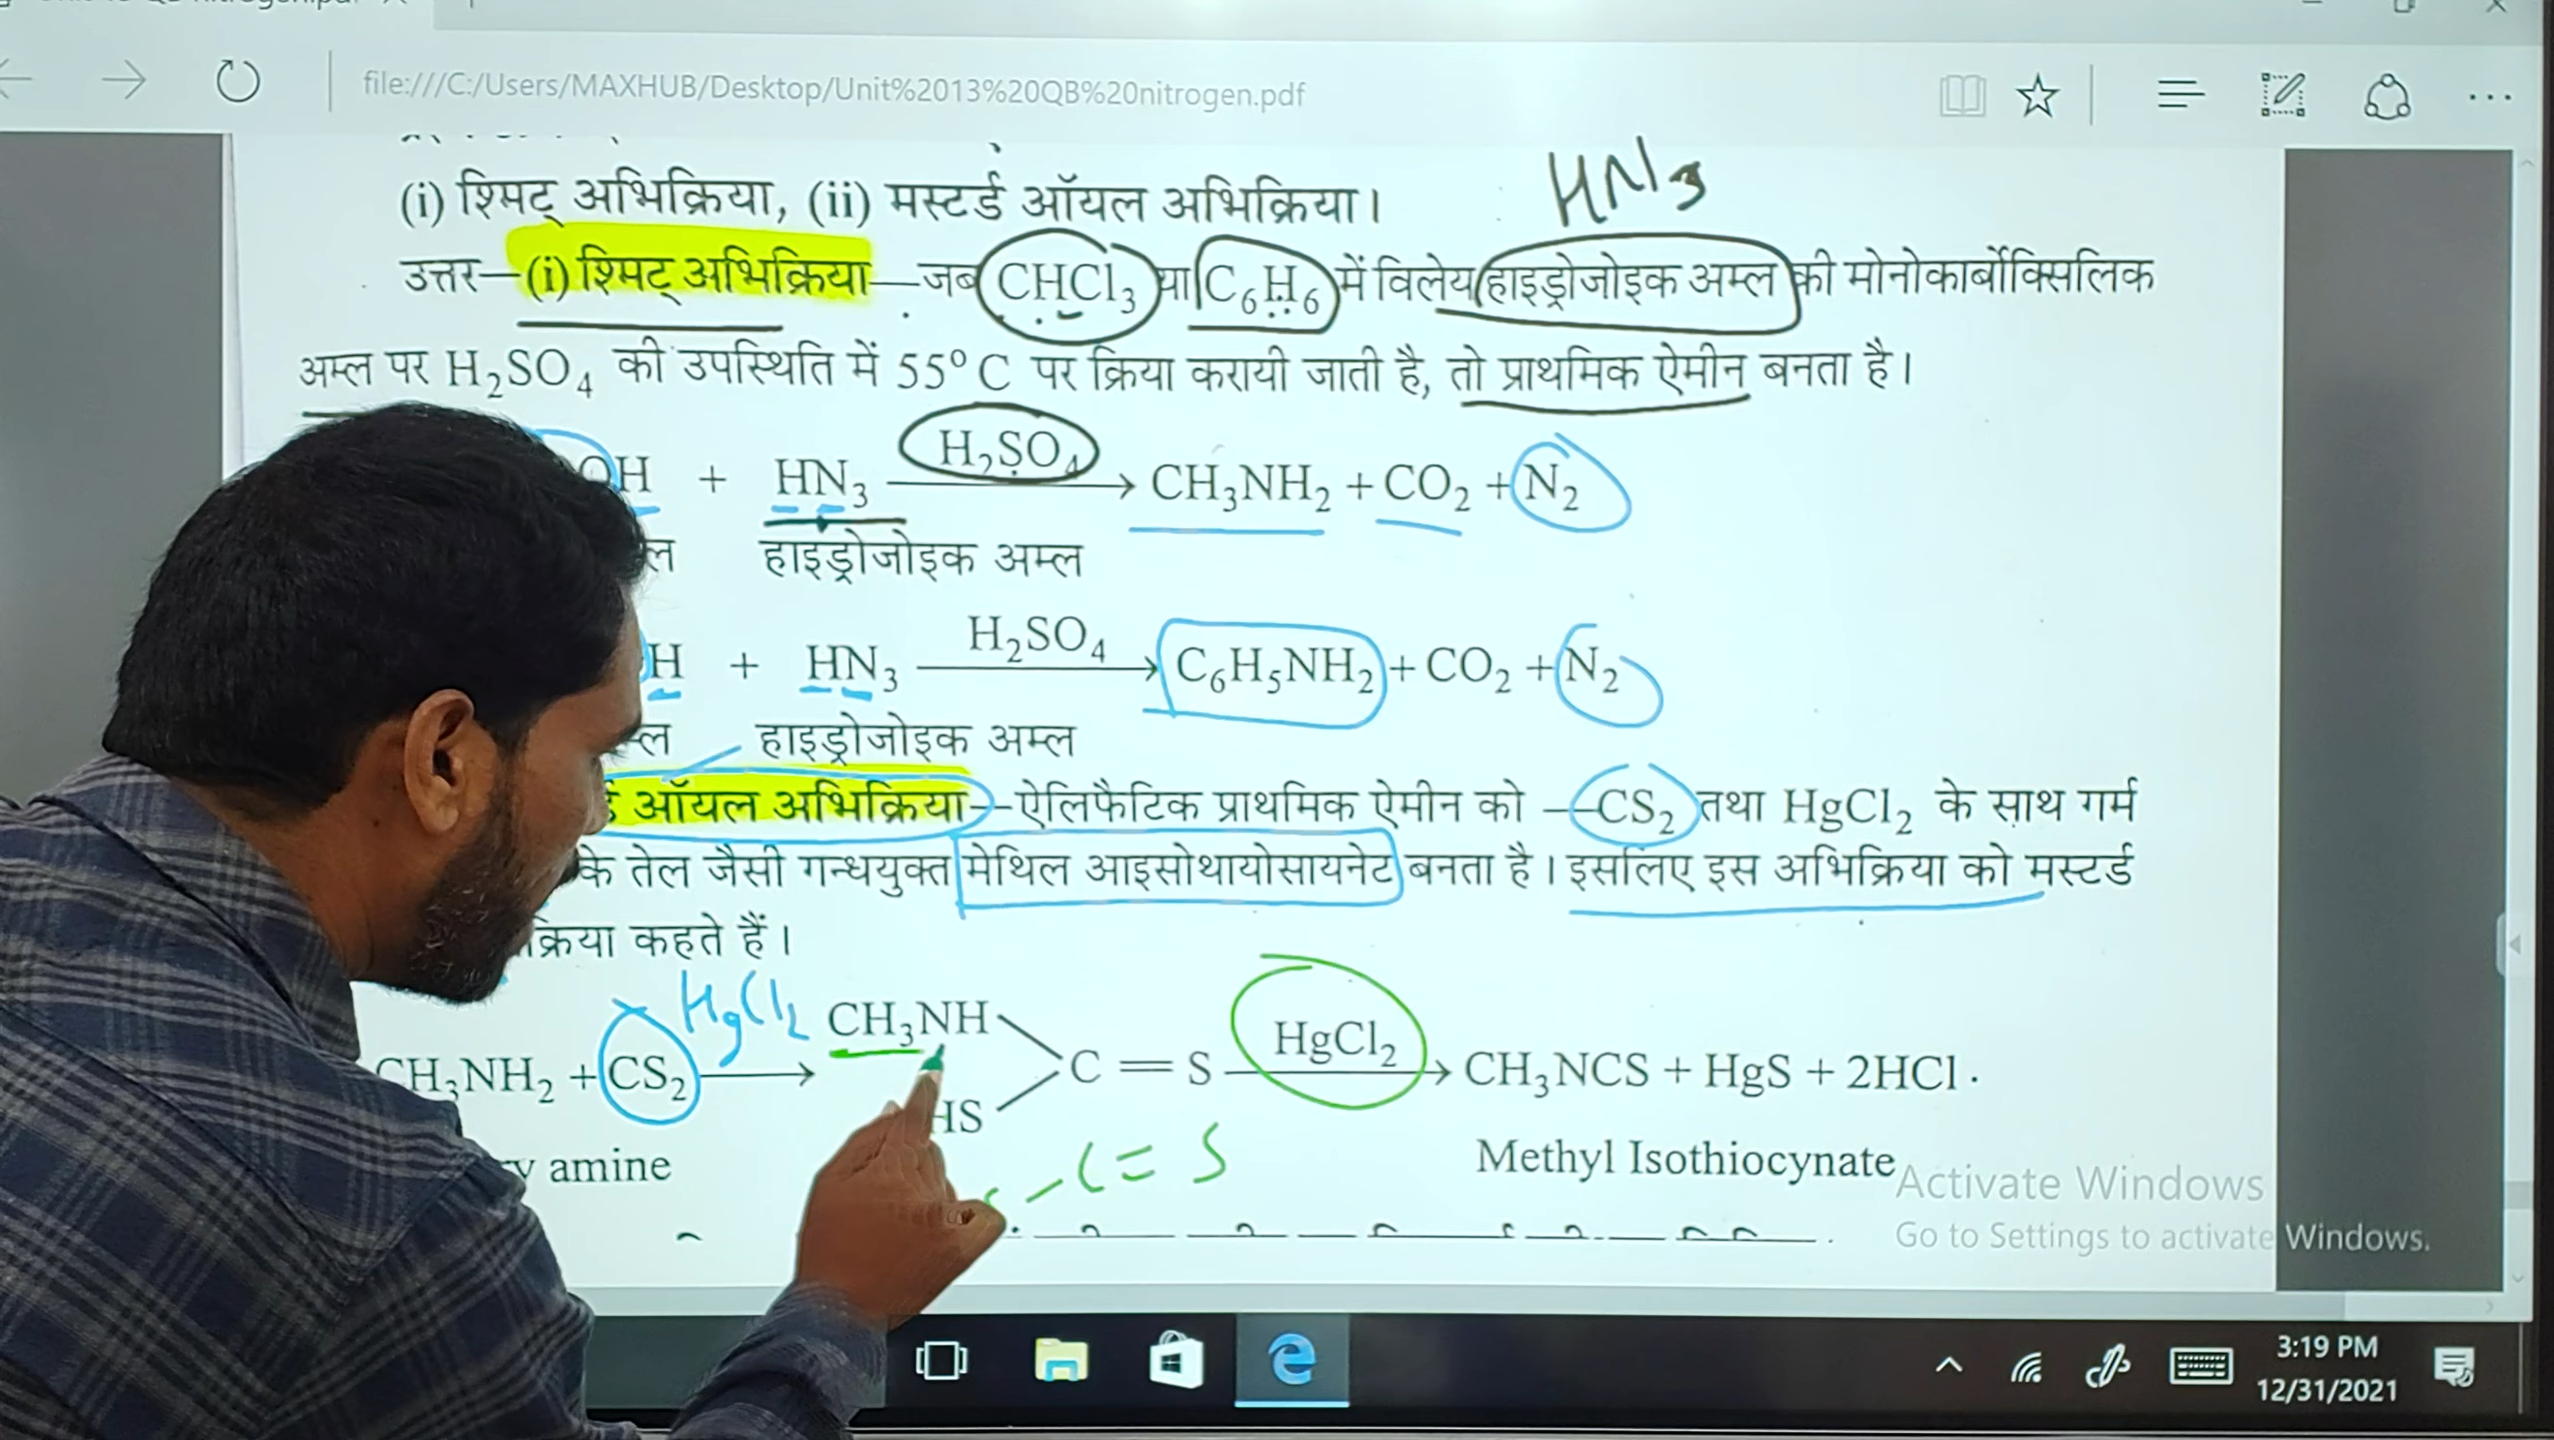 file:///C:/Users/MAXHUB/Desktop/Unit%2013%20QB%20nitrogen.pdf
(i) श्मिट् अभिक्रिया, (ii) मस्टर्ड ऑयल अभिक्रिया।
HN3
उत्तर—(i) श्मिट् अभिक्रिया—जब CHCl3 या C6H6 में विलेय हाइड्रोजोइक अम्ल की मोनोकार्बोक्सिलिक
अम्ल पर H2SO4 की उपस्थिति में 55° C पर क्रिया करायी जाती है, तो प्राथमिक ऐमीन बनता है।
OH + HN3 —H2SO4→ CH3NH2 + CO2 + N2
हाइड्रोजोइक अम्ल
H + HN3 —H2SO4→ C6H5NH2 + CO2 + N2
हाइड्रोजोइक अम्ल
ऑयल अभिक्रिया—ऐलिफैटिक प्राथमिक ऐमीन को —CS2 तथा HgCl2 के साथ गर्म
के तेल जैसी गन्धयुक्त मेथिल आइसोथायोसायनेट बनता है। इसलिए इस अभिक्रिया को मस्टर्ड
क्रिया कहते हैं।
HgCl2
CH3NH2 + CS2 → CH3NH HS C = S —HgCl2→ CH3NCS + HgS + 2HCl .
-C=S
y amine Methyl Isothiocynate
Activate Windows
Go to Settings to activate Windows.
3:19 PM
12/31/2021